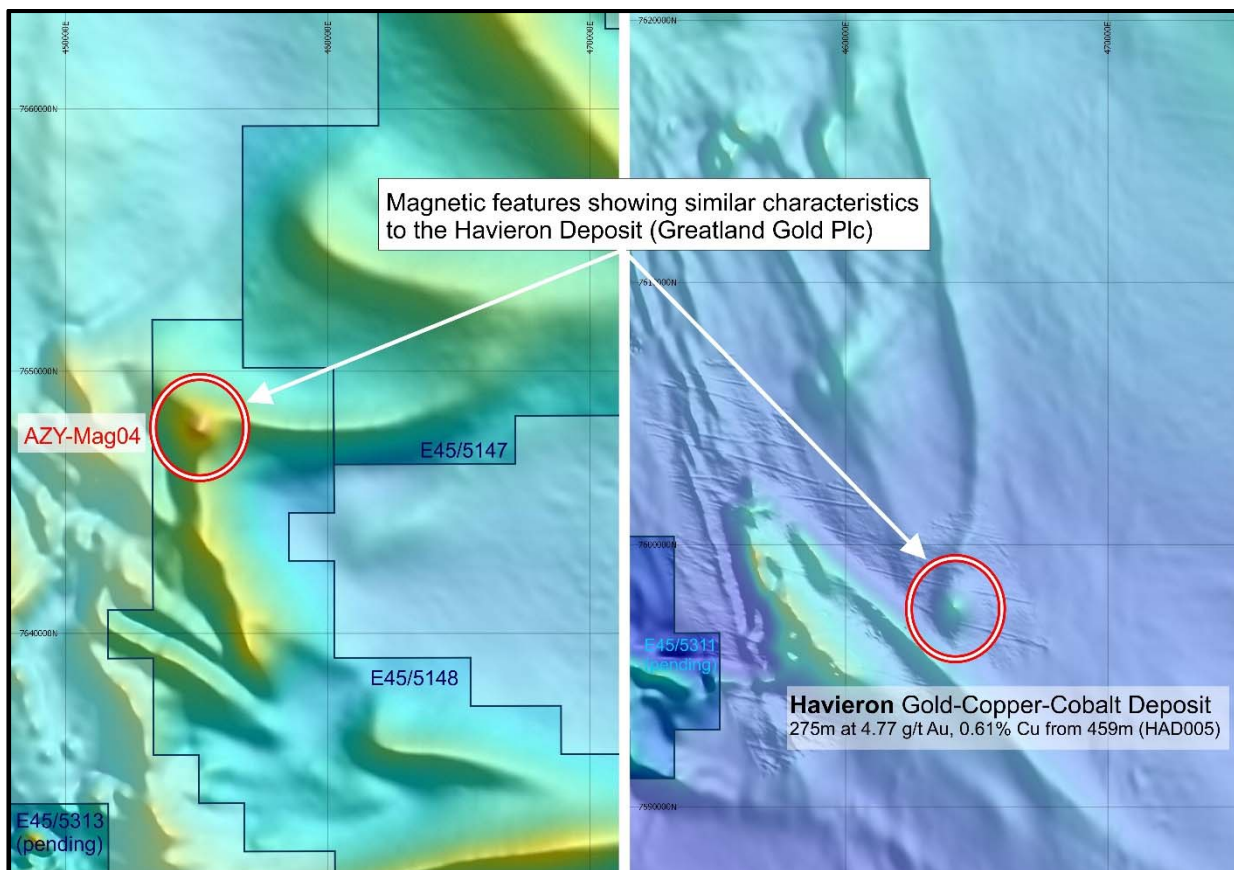 450000E
460000E
470000E
7660000N
7650000N
7640000N
Magnetic features showing similar characteristics
to the Havieron Deposit (Greatland Gold Plc)
AZY-Mag04
E45/5147
E45/5148
E45/5313
(pending)
7620000N
460000E
470000E
7610000N
7600000N
7590000N
E45/5311
(pending)
Havieron Gold-Copper-Cobalt Deposit
275m at 4.77 g/t Au, 0.61% Cu from 459m (HAD005)